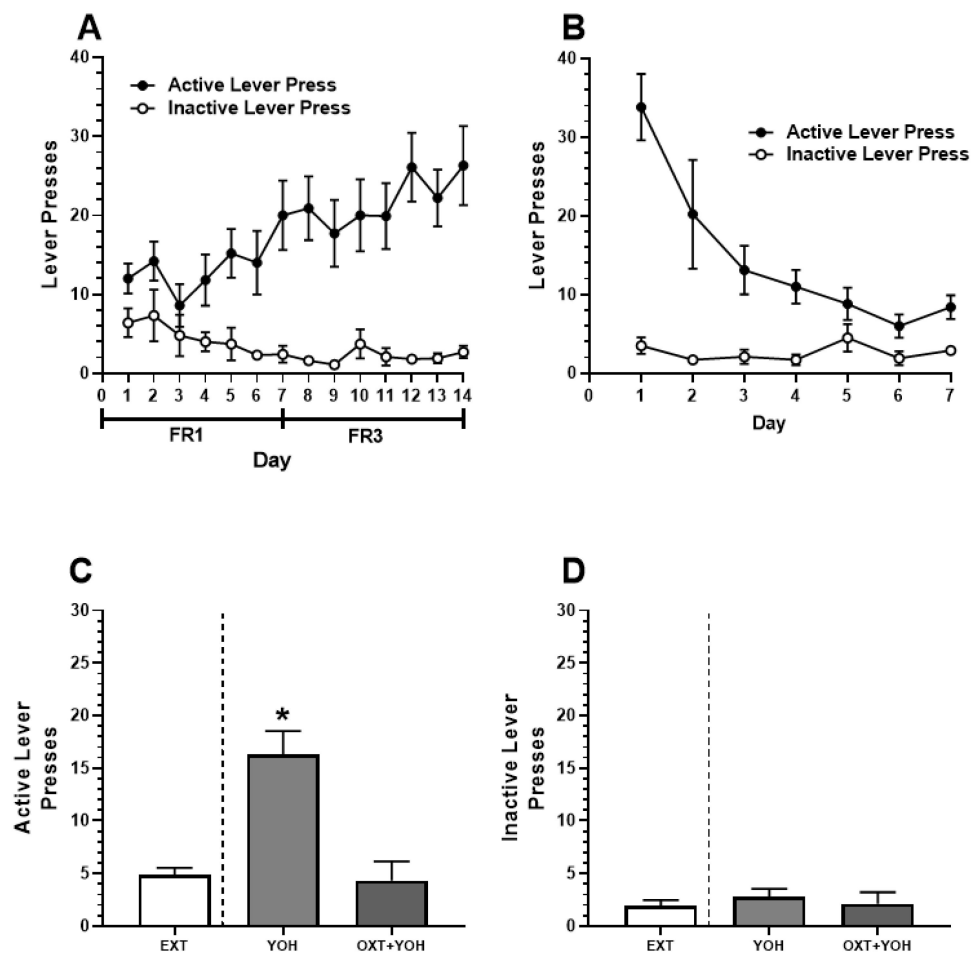 A
40
30
20
10
0
Lever Presses
Active Lever Press
Inactive Lever Press
0 1 2 3 4 5 6 7 8 9 10 11 12 13 14
FR1 FR3
Day
B
40
30
20
10
0
Lever Presses
Active Lever Press
Inactive Lever Press
0 1 2 3 4 5 6 7
Day
C
30
25
20
15
10
5
0
Active Lever
Presses
*
EXT YOH OXT+YOH
D
30
25
20
15
10
5
0
Inactive Lever
Presses
EXT YOH OXT+YOH